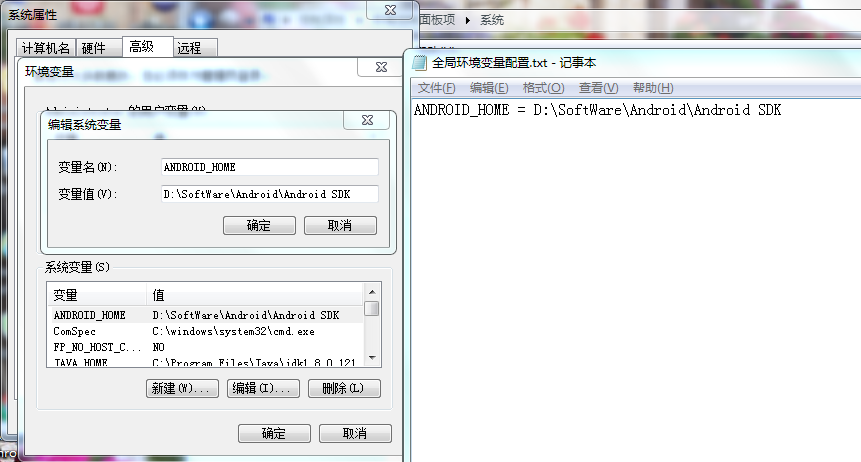 系统属性
面板项 系统
计算机名 硬件 高级 远程
环境变量
的用户变量(U)
编辑系统变量
变量名(N): ANDROID_HOME
变量值(V): D:\SoftWare\Android\Android SDK
确定 取消
系统变量(S)
变量 值
ANDROID_HOME D:\SoftWare\Android\Android SDK
ComSpec C:\windows\system32\cmd.exe
FP_NO_HOST_C... NO
JAVA_HOME C:\Program Files\Java\jdk1.8.0_121
新建(W)... 编辑(I)... 删除(L)
确定 取消
全局环境变量配置.txt - 记事本
文件(F) 编辑(E) 格式(O) 查看(V) 帮助(H)
ANDROID_HOME = D:\SoftWare\Android\Android SDK